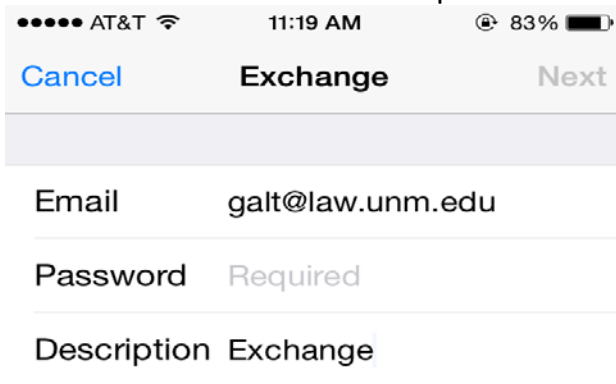 AT&T 11:19 AM 83%
Cancel Exchange Next
Email galt@law.unm.edu
Password Required
Description Exchange